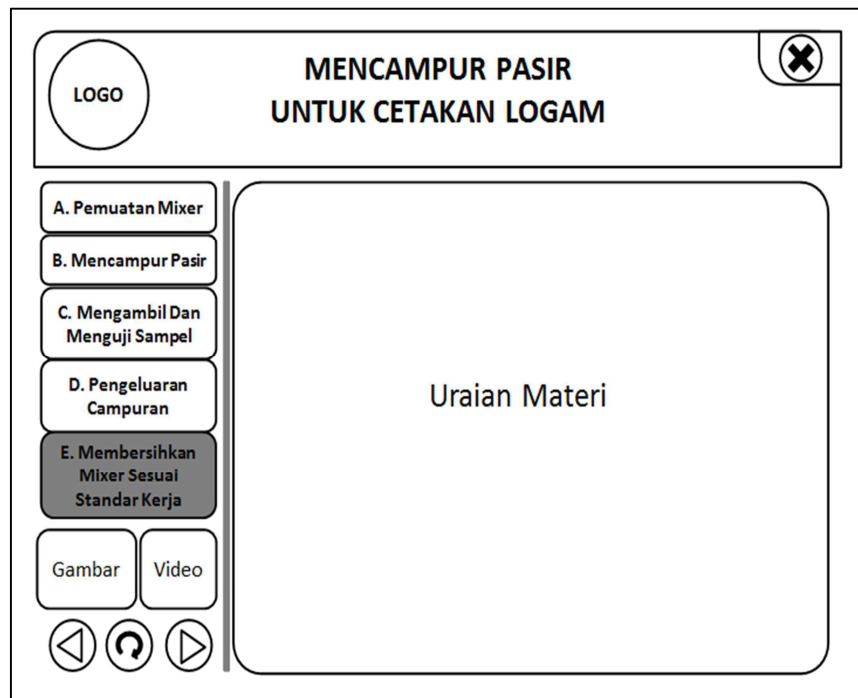 LOGO
MENCAMPUR PASIR
UNTUK CETAKAN LOGAM
A. Pemuatan Mixer
B. Mencampur Pasir
C. Mengambil Dan
Menguji Sampel
D. Pengeluaran
Campuran
E. Membersihkan
Mixer Sesuai
Standar Kerja
Gambar
Video
Uraian Materi